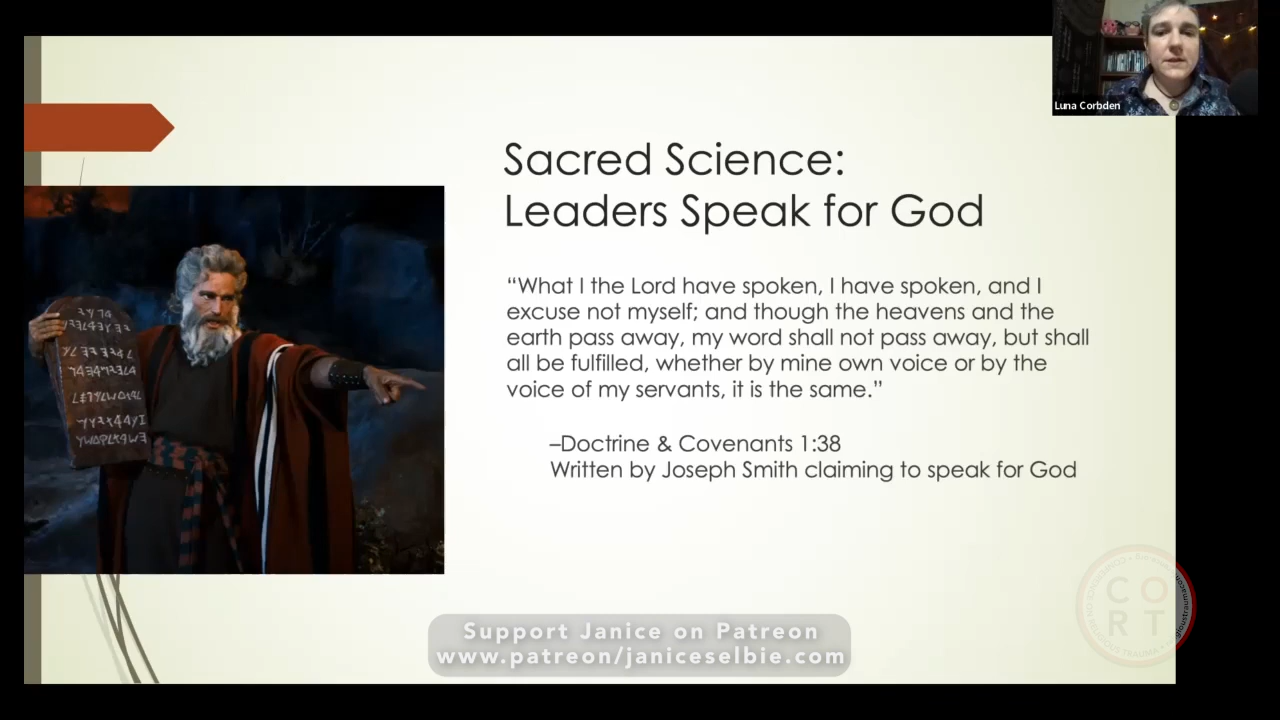 Luna Corbden
Sacred Science:
Leaders Speak for God
“What I the Lord have spoken, I have spoken, and I
excuse not myself; and though the heavens and the
earth pass away, my word shall not pass away, but shall
all be fulfilled, whether by mine own voice or by the
voice of my servants, it is the same.”
–Doctrine & Covenants 1:38
Written by Joseph Smith claiming to speak for God
CO
RT
Support Janice on Patreon
www.patreon/janiceselbie.com